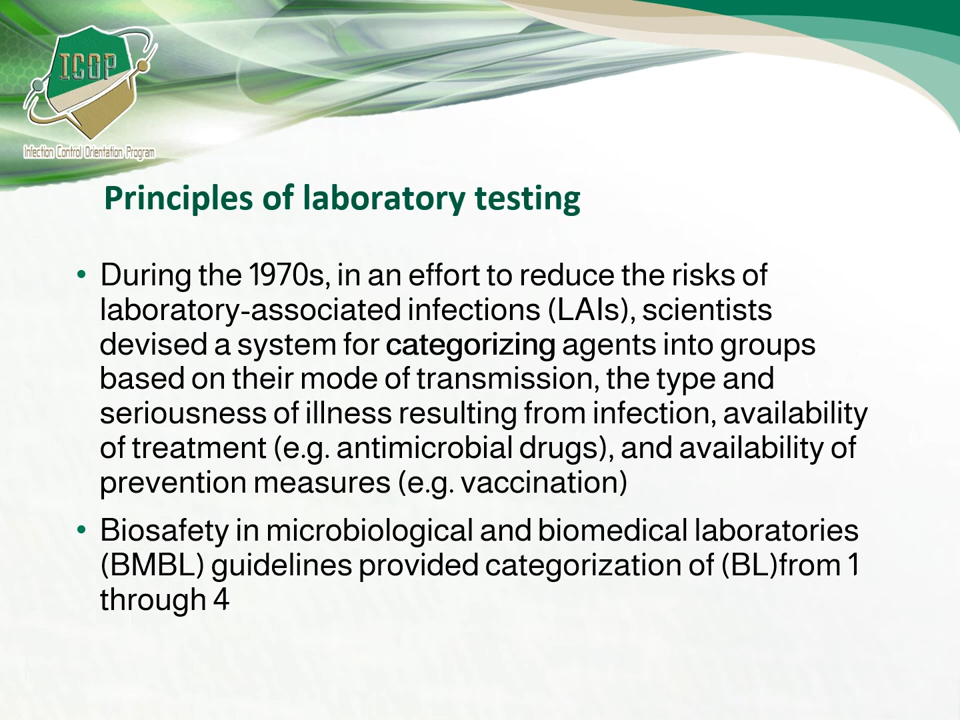 ICOP
Infection Control Orientation Program
Principles of laboratory testing
• During the 1970s, in an effort to reduce the risks of
laboratory-associated infections (LAIs), scientists
devised a system for categorizing agents into groups
based on their mode of transmission, the type and
seriousness of illness resulting from infection, availability
of treatment (e.g. antimicrobial drugs), and availability of
prevention measures (e.g. vaccination)
• Biosafety in microbiological and biomedical laboratories
(BMBL) guidelines provided categorization of (BL)from 1
through 4